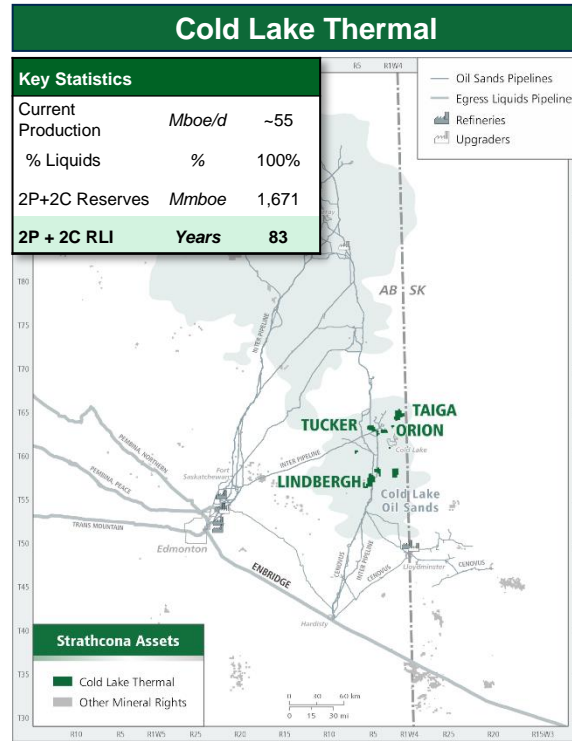 Cold Lake Thermal
R5 R1W4
Key Statistics
Current Production Mboe/d ~55
% Liquids % 100%
2P+2C Reserves Mmboe 1,671
2P + 2C RLI Years 83
Oil Sands Pipelines
Egress Liquids Pipeline
Refineries
Upgraders
T80
AB SK
T75
T70
INTER PIPELINE
T65
TAIGA
TUCKER
ORION
Cold Lake
T60
PEMBINA, NORTHERN
INTER PIPELINE
Fort Saskatchewan
LINDBERGH
PEMBINA, PEACE
Cold Lake
Oil Sands
T55
TRANS MOUNTAIN
T50
Edmonton
Lloydminster
ENBRIDGE
CENOVUS
INTER PIPELINE
CENOVUS
CENOVUS
T45
Hardisty
T40
Strathcona Assets
T35
Cold Lake Thermal
Other Mineral Rights
0 30 60 km
0 15 30 mi
T30
R10 R5 R1W5 R25 R20 R15 R10 R5 R1W4 R25 R20 R15W3